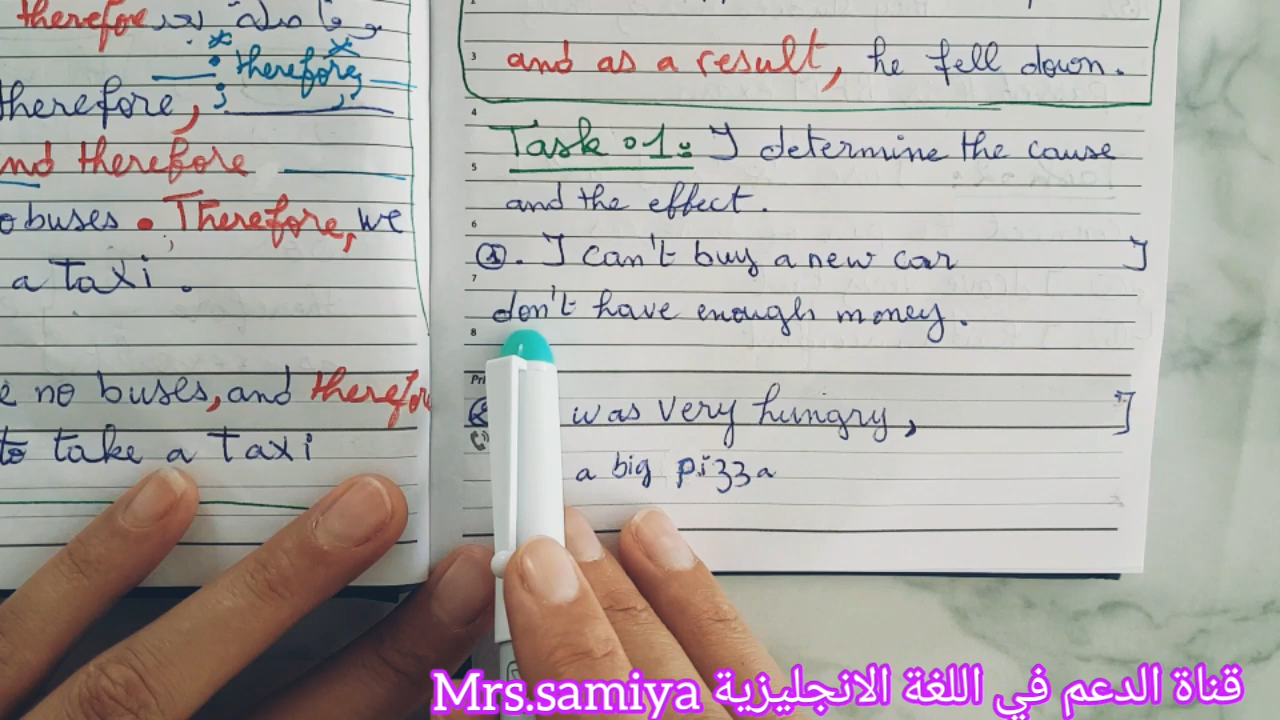 therefore
therefore,
therefore,
and therefore
buses. Therefore, we
a Taxi.
no buses, and therefor
to take a Taxi
and as a result, he fell down.
Task 01: I determine the cause
and the effect.
I can't buy a new car I
don't have enough money.
was very hungry, I
a big pizza
Mrs.samiya قناة الدعم في اللغة الانجليزية